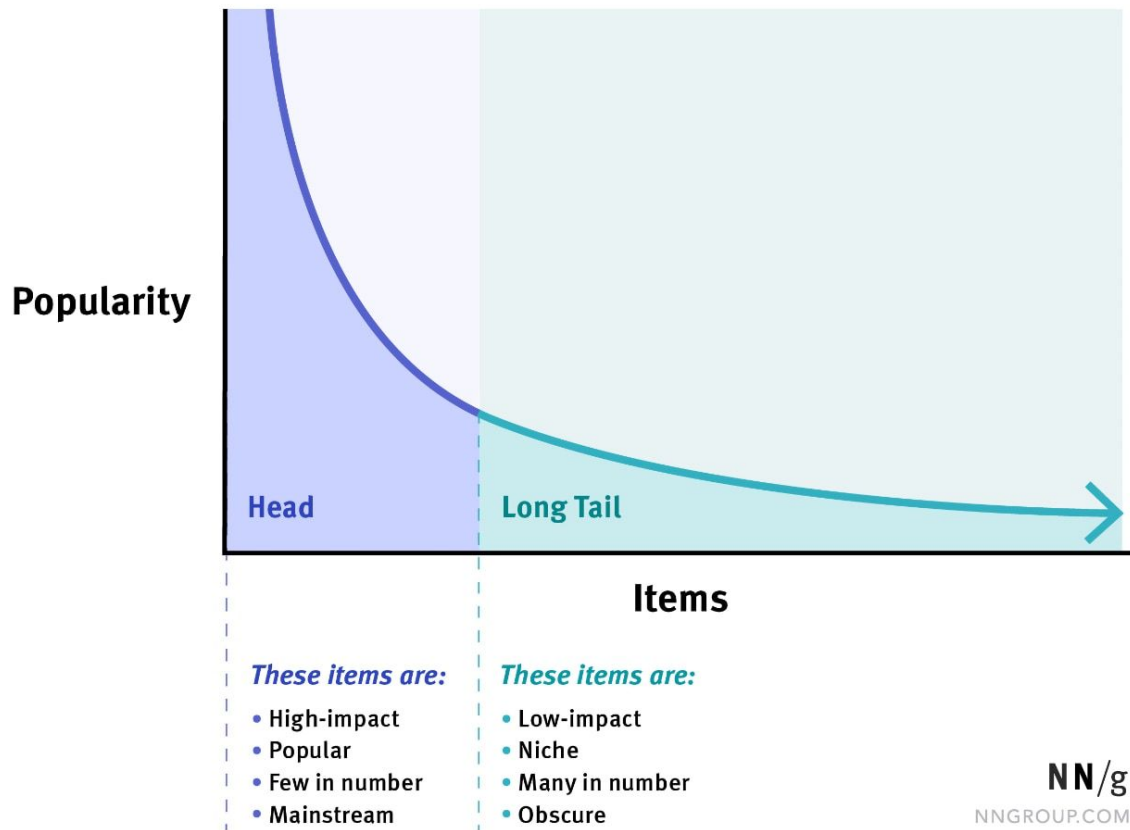 Popularity
Head
Long Tail
Items
These items are:
• High-impact
• Popular
• Few in number
• Mainstream
These items are:
• Low-impact
• Niche
• Many in number
• Obscure
NN/g
NNGROUP.COM